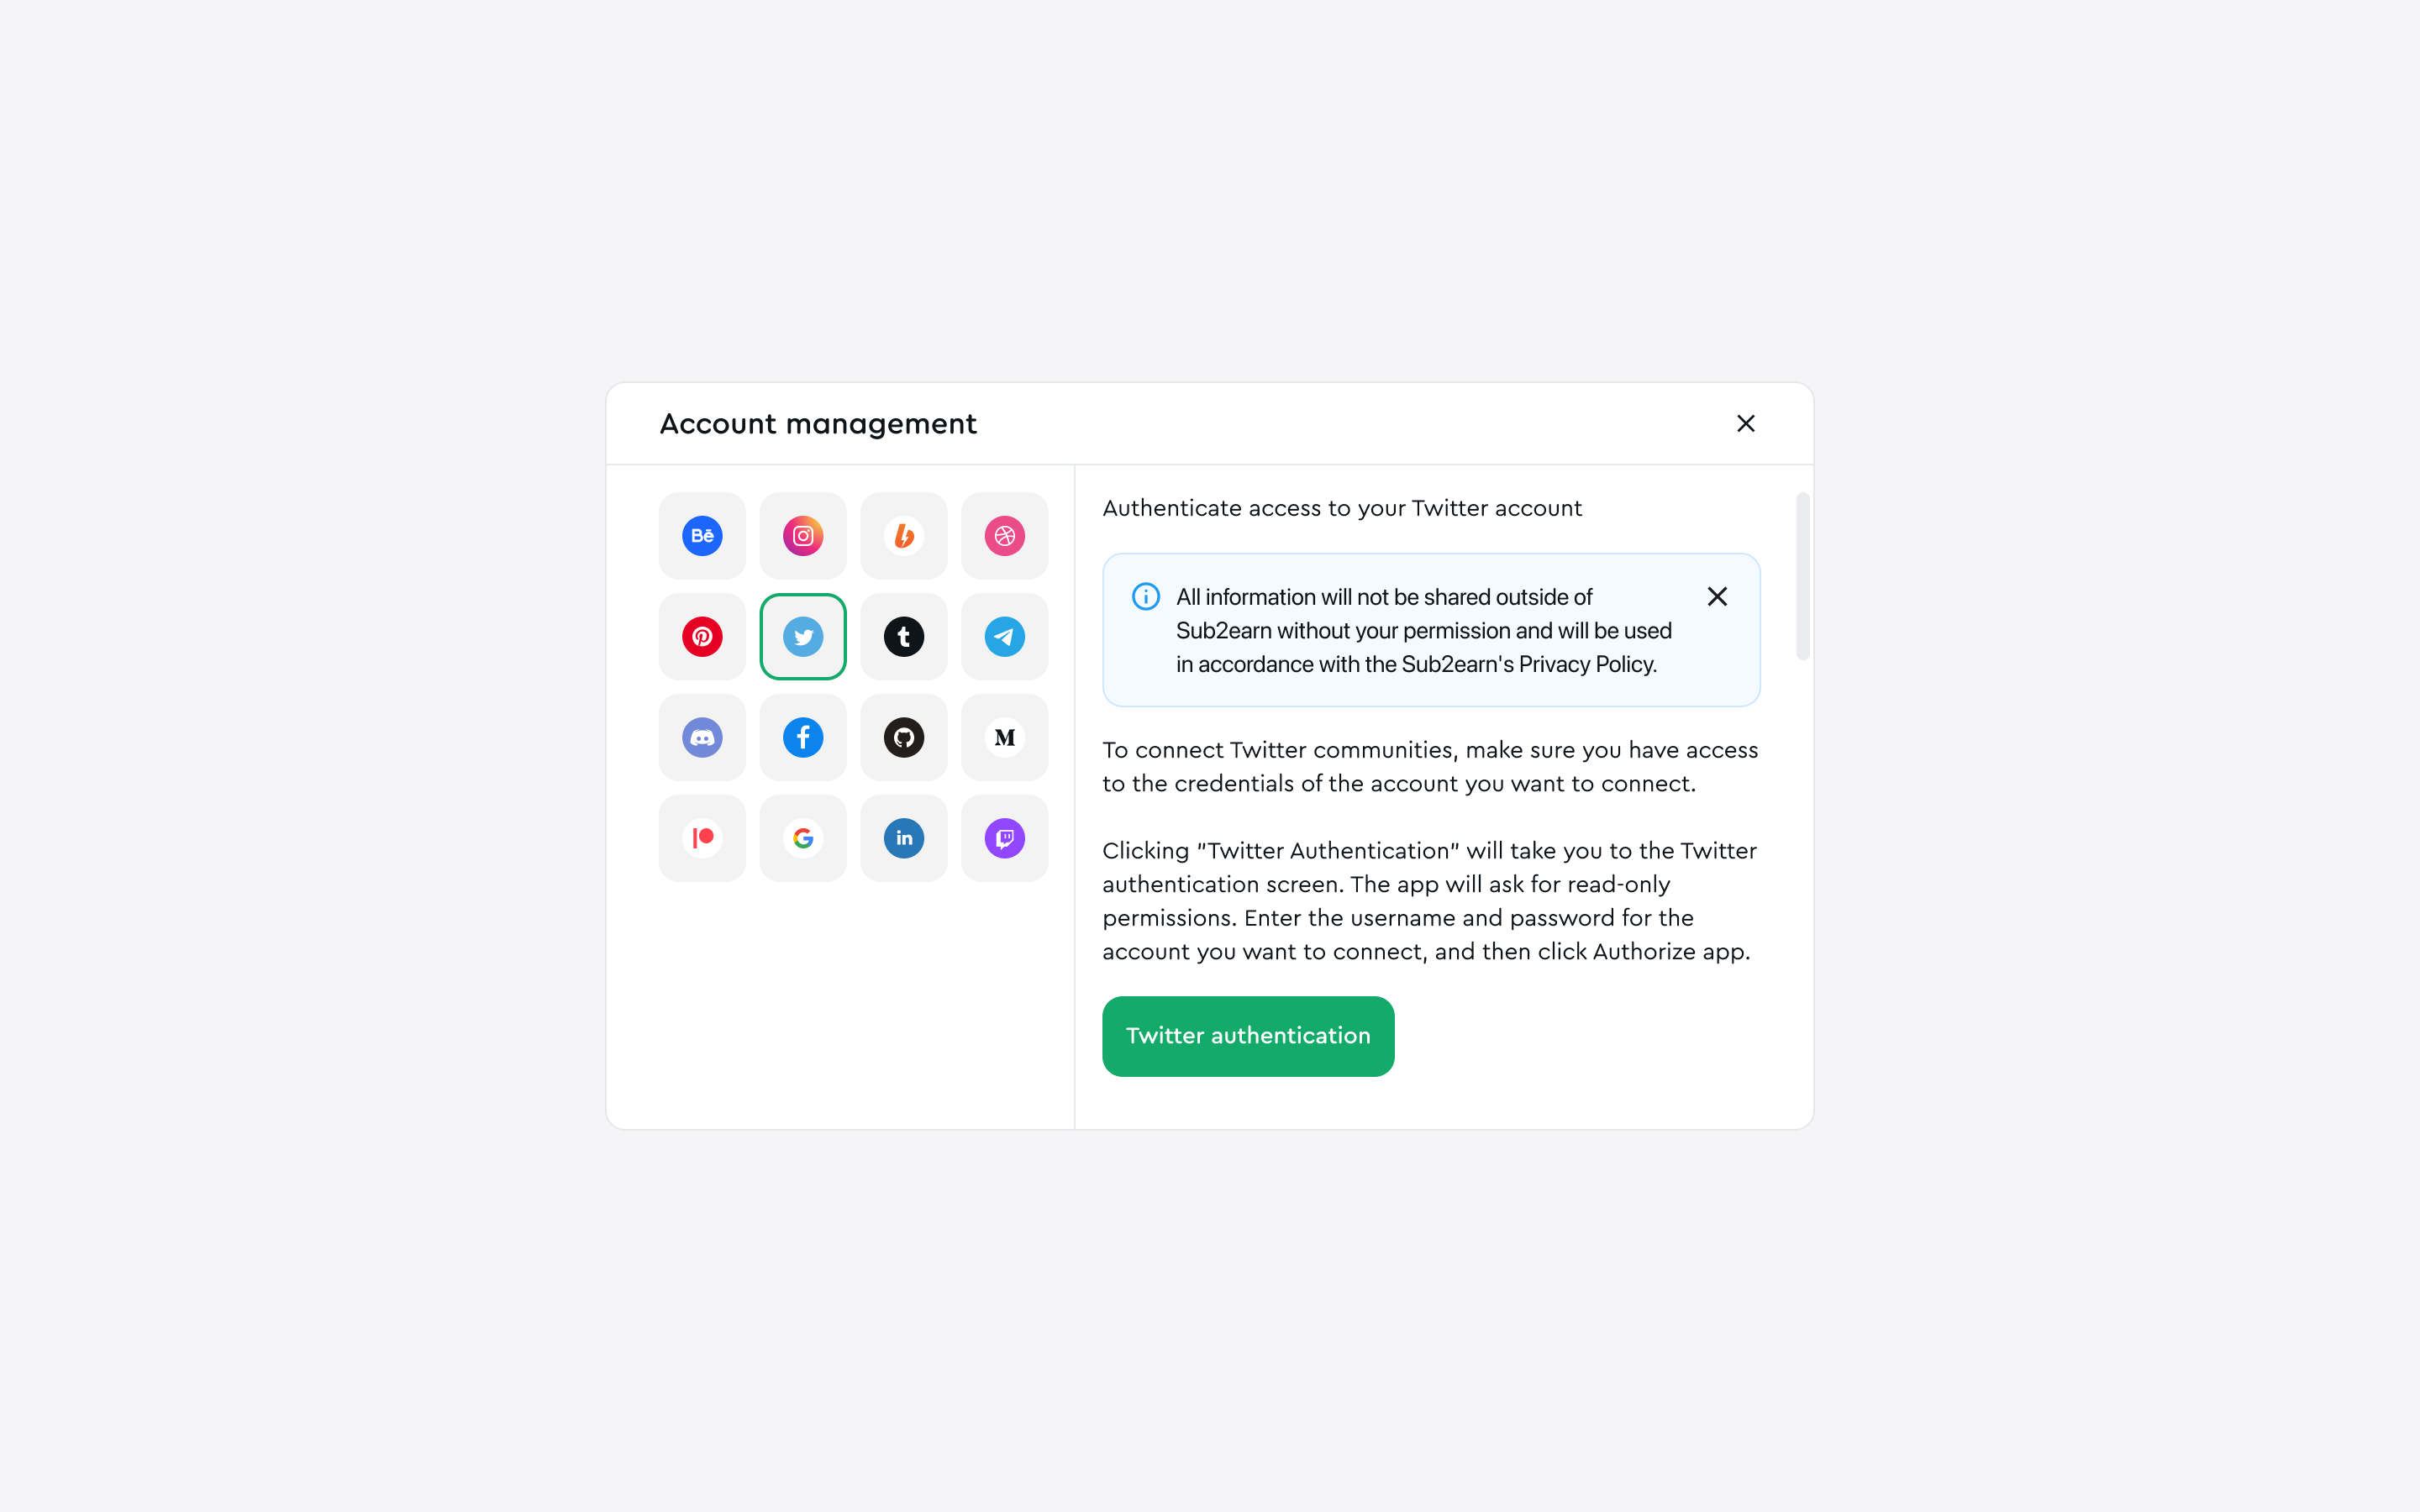 Account management
Bē
t
f
M
G
in
Authenticate access to your Twitter account
All information will not be shared outside of
Sub2earn without your permission and will be used
in accordance with the Sub2earn's Privacy Policy.
To connect Twitter communities, make sure you have access
to the credentials of the account you want to connect.
Clicking "Twitter Authentication" will take you to the Twitter
authentication screen. The app will ask for read-only
permissions. Enter the username and password for the
account you want to connect, and then click Authorize app.
Twitter authentication